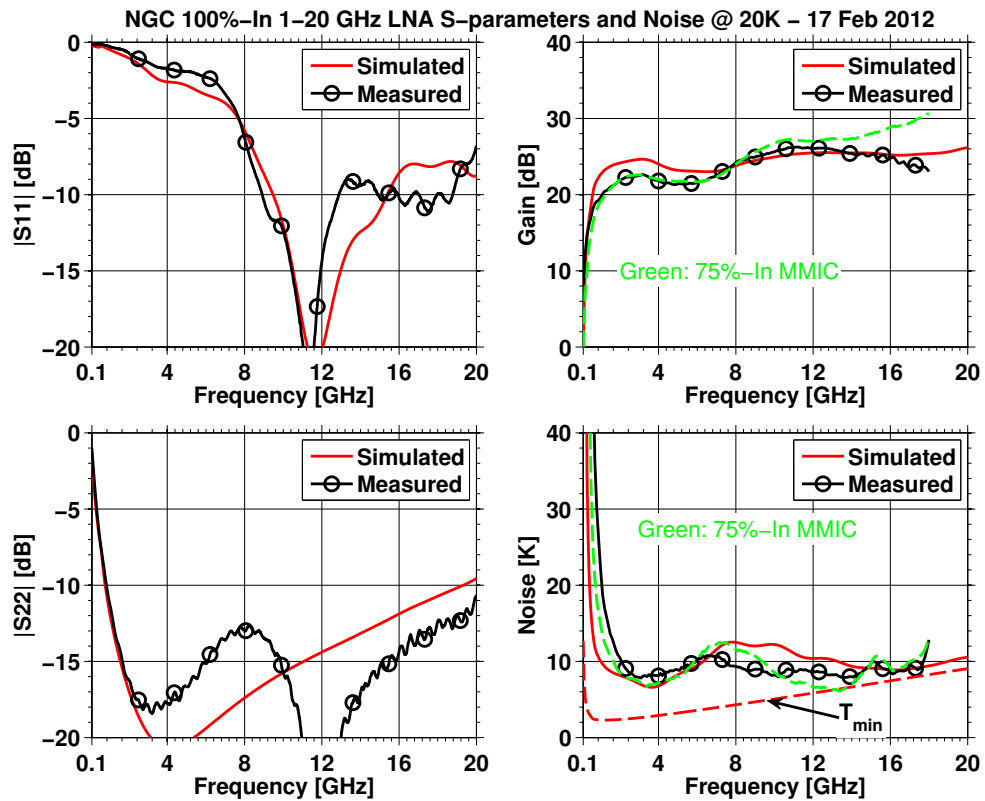 NGC 100%−In 1−20 GHz LNA S−parameters and Noise @ 20K − 17 Feb 2012
|S11| [dB]
0
−5
−10
−15
−20
0.1 4 8 12 16 20
Frequency [GHz]
Simulated
Measured
Gain [dB]
40
30
20
10
0
0.1 4 8 12 16 20
Frequency [GHz]
Simulated
Measured
Green: 75%−In MMIC
|S22| [dB]
0
−5
−10
−15
−20
0.1 4 8 12 16 20
Frequency [GHz]
Simulated
Measured
Noise [K]
40
30
20
10
0
0.1 4 8 12 16 20
Frequency [GHz]
Simulated
Measured
Green: 75%−In MMIC
Tmin